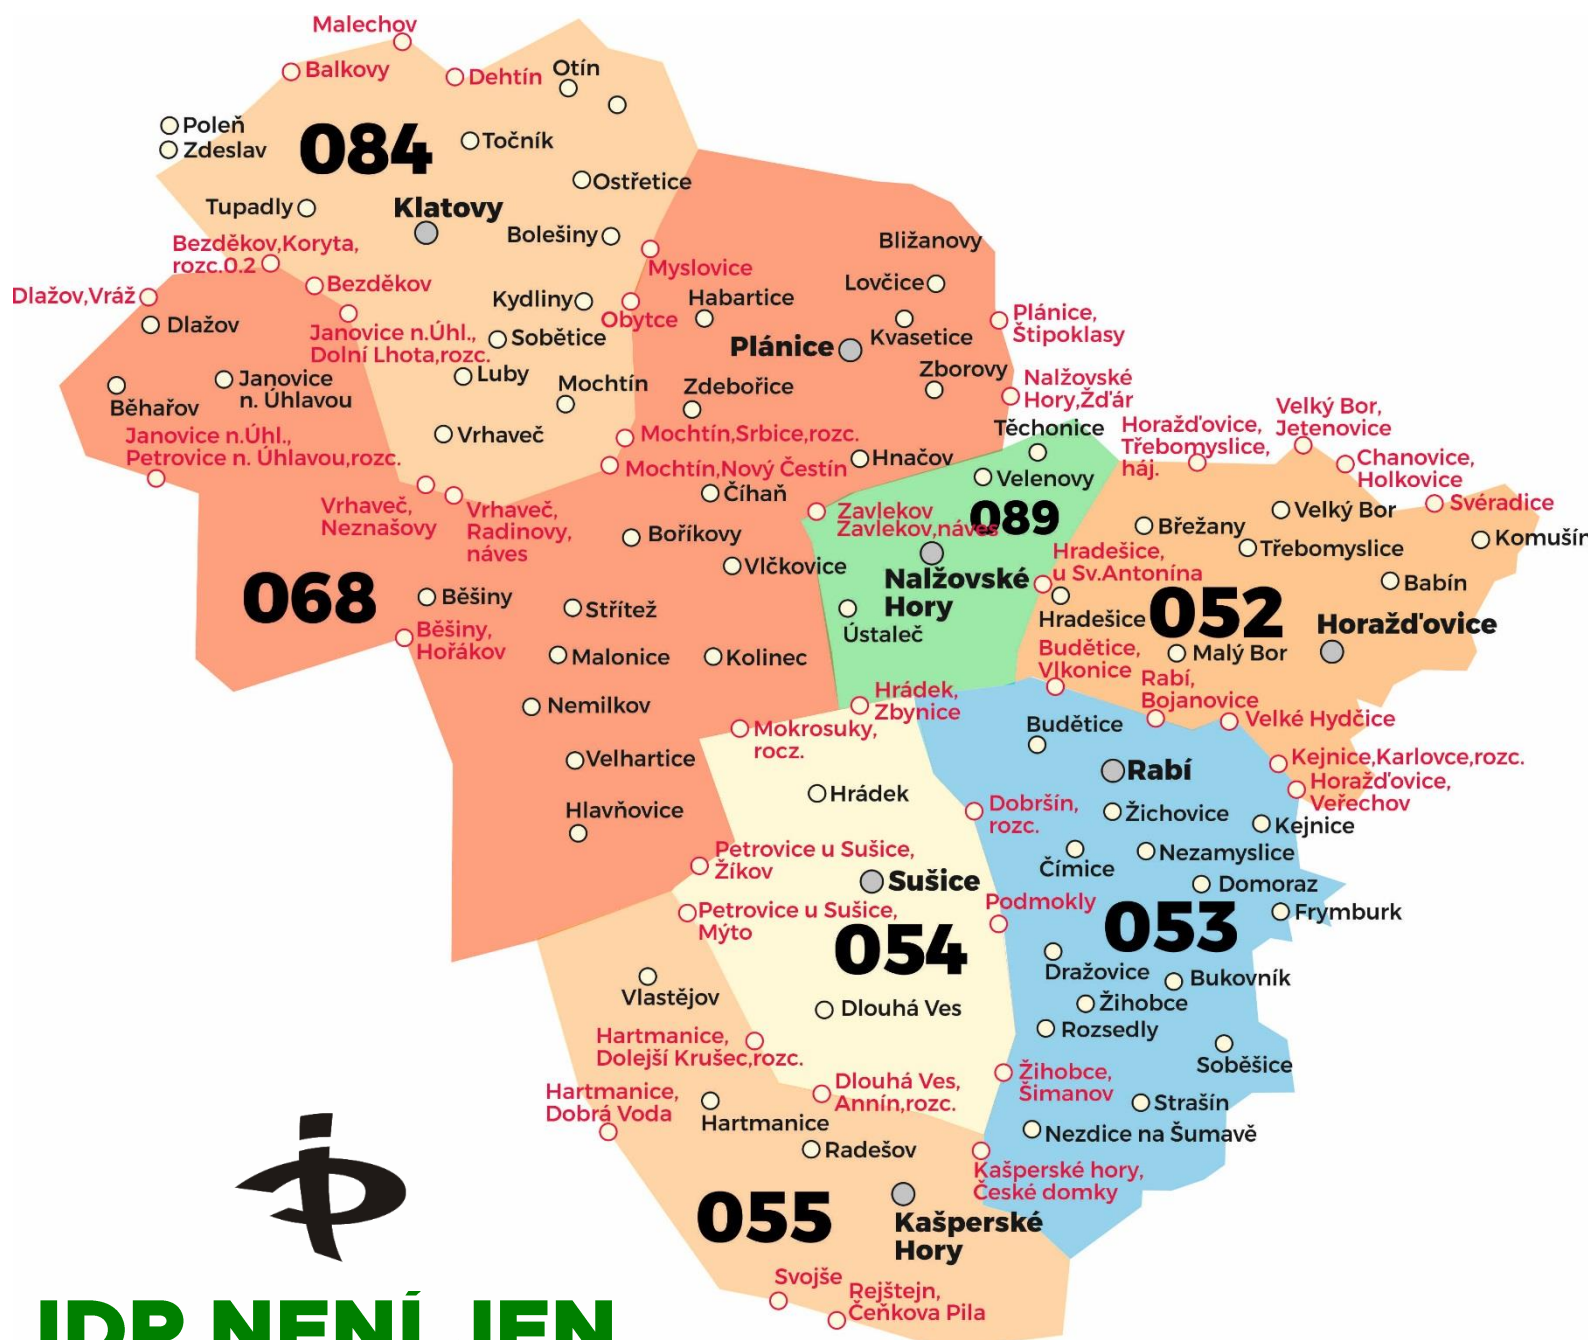 Malechov
Balkovy
Dehtín
Otín
Poleň
Zdeslav
084
Točník
Ostřetice
Tupadly
Klatovy
Bolešiny
Bezděkov,Koryta,
rozc.0.2
Bližanovy
Myslovice
Bezděkov
Lovčice
Dlažov,Vráž
Kydliny
Habartice
Obytce
Dlažov
Janovice n.Úhl.,
Dolní Lhota,rozc.
Sobětice
Plánice
Kvasetice
Plánice,
Štipoklasy
Luby
Běhařov
Janovice
n. Úhlavou
Mochtín
Zdebořice
Zborovy
Nalžovské
Hory,Žďár
Janovice n.Úhl.,
Petrovice n. Úhlavou,rozc.
Vrhaveč
Mochtín,Srbice,rozc.
Těchonice
Horažďovice,
Třebomyslice,
háj.
Velký Bor,
Jetenovice
Mochtín,Nový Čestín
Hnačov
Velenovy
Chanovice,
Holkovice
Vrhaveč,
Neznašovy
Vrhaveč,
Radinovy,
náves
Číhaň
Zavlekov
Zavlekov,náves
089
Svéradice
Velký Bor
Břežany
Třebomyslice
Komušín
Boříkovy
Vlčkovice
Nalžovské
Hory
Hradešice,
u Sv.Antonína
Babín
068
Běšiny
Střítež
Ústaleč
Hradešice
052
Horažďovice
Běšiny,
Hořákov
Malonice
Kolinec
Budětice,
Vlkonice
Malý Bor
Nemilkov
Hrádek,
Zbynice
Rabí,
Bojanovice
Velké Hydčice
Mokrosuky,
rocz.
Budětice
Velhartice
Rabí
Kejnice,Karlovce,rozc.
Horažďovice,
Veřechov
Hrádek
Hlavňovice
Dobršín,
rozc.
Žichovice
Kejnice
Petrovice u Sušice,
Žíkov
Čímice
Nezamyslice
Sušice
Domoraz
Petrovice u Sušice,
Mýto
Podmokly
Frymburk
054
053
Vlastějov
Dražovice
Bukovník
Dlouhá Ves
Žihobce
Rozsedly
Hartmanice,
Dolejší Krušec,rozc.
Soběšice
Hartmanice,
Dobrá Voda
Dlouhá Ves,
Annín,rozc.
Žihobce,
Šimanov
Strašín
Hartmanice
Nezdice na Šumavě
Radešov
Kašperské hory,
České domky
055
Kašperské
Hory
Svojše
Rejštejn,
Čeňkova Pila
IDP NENÍ JEN